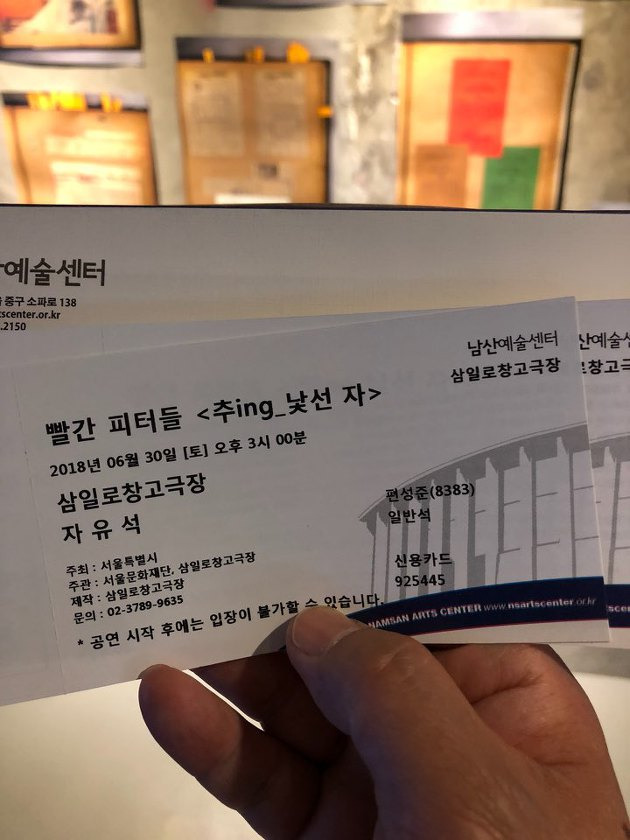 예술센터
중구 소파로 138
scenter.or.kr
.2150
남산예술센터
삼일로창고극장
빨간 피터들 <추ing_낯선 자>
2018년 06월 30일 [토] 오후 3시 00분
삼일로창고극장
자 유 석
편성준(8383)
일반석
주최 : 서울특별시
주관 : 서울문화재단, 삼일로창고극장
제작 : 삼일로창고극장
문의 : 02-3789-9635
신용카드
925445
* 공연 시작 후에는 입장이 불가할 수 있습니다.
NAMSAN ARTS CENTER www.nsartscenter.or.kr